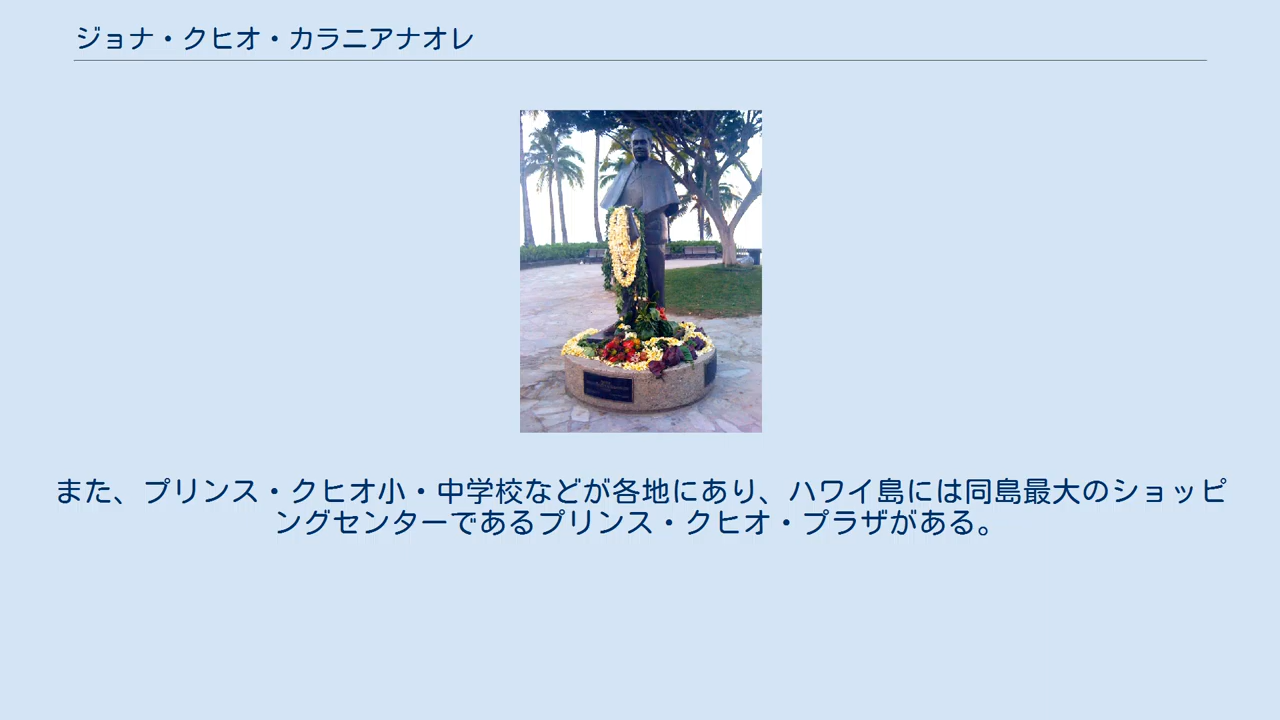 ジョナ・クヒオ・カラニアナオレ
また、プリンス・クヒオ小・中学校などが各地にあり、ハワイ島には同島最大のショッピ
ングセンターであるプリンス・クヒオ・プラザがある。